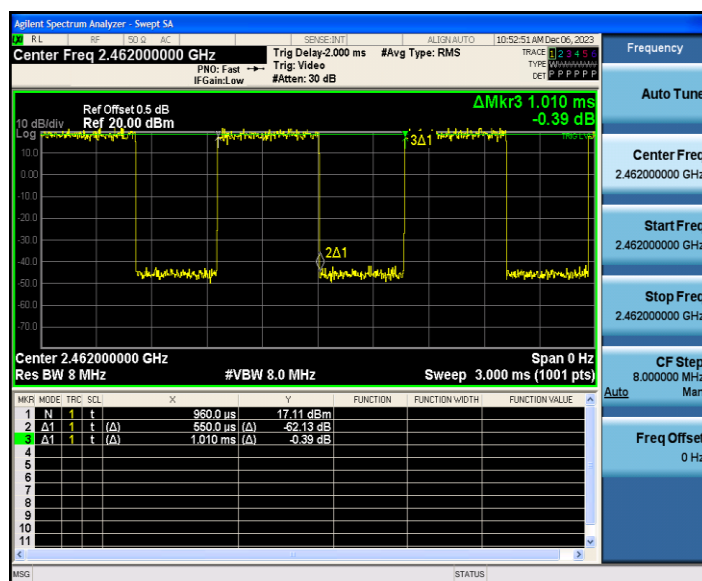 Agilent Spectrum Analyzer - Swept SA
RL RF 50 Ω AC SENSE:INT ALIGN AUTO 10:52:51 AM Dec 06, 2023
Center Freq 2.462000000 GHz
PNO: Fast
IFGain:Low
Trig Delay-2.000 ms
Trig: Video
#Atten: 30 dB
#Avg Type: RMS
TRACE 1 2 3 4 5 6
TYPE W
DET P P P P P P
ΔMkr3 1.010 ms
-0.39 dB
Ref Offset 0.5 dB
10 dB/div Ref 20.00 dBm
Log
10.0
0.00
-10.0
-20.0
-30.0
-40.0
-50.0
-60.0
-70.0
3Δ1
2Δ1
Center 2.462000000 GHz Span 0 Hz
Res BW 8 MHz #VBW 8.0 MHz Sweep 3.000 ms (1001 pts)
MKR MODE TRC SCL X Y FUNCTION FUNCTION WIDTH FUNCTION VALUE
1 N 1 t 960.0 µs 17.11 dBm
2 Δ1 1 t (Δ) 550.0 µs (Δ) -62.13 dB
3 Δ1 1 t (Δ) 1.010 ms (Δ) -0.39 dB
4
5
6
7
8
9
10
11
MSG STATUS
Frequency
Auto Tune
Center Freq
2.462000000 GHz
Start Freq
2.462000000 GHz
Stop Freq
2.462000000 GHz
CF Step
8.000000 MHz
Auto Man
Freq Offset
0 Hz